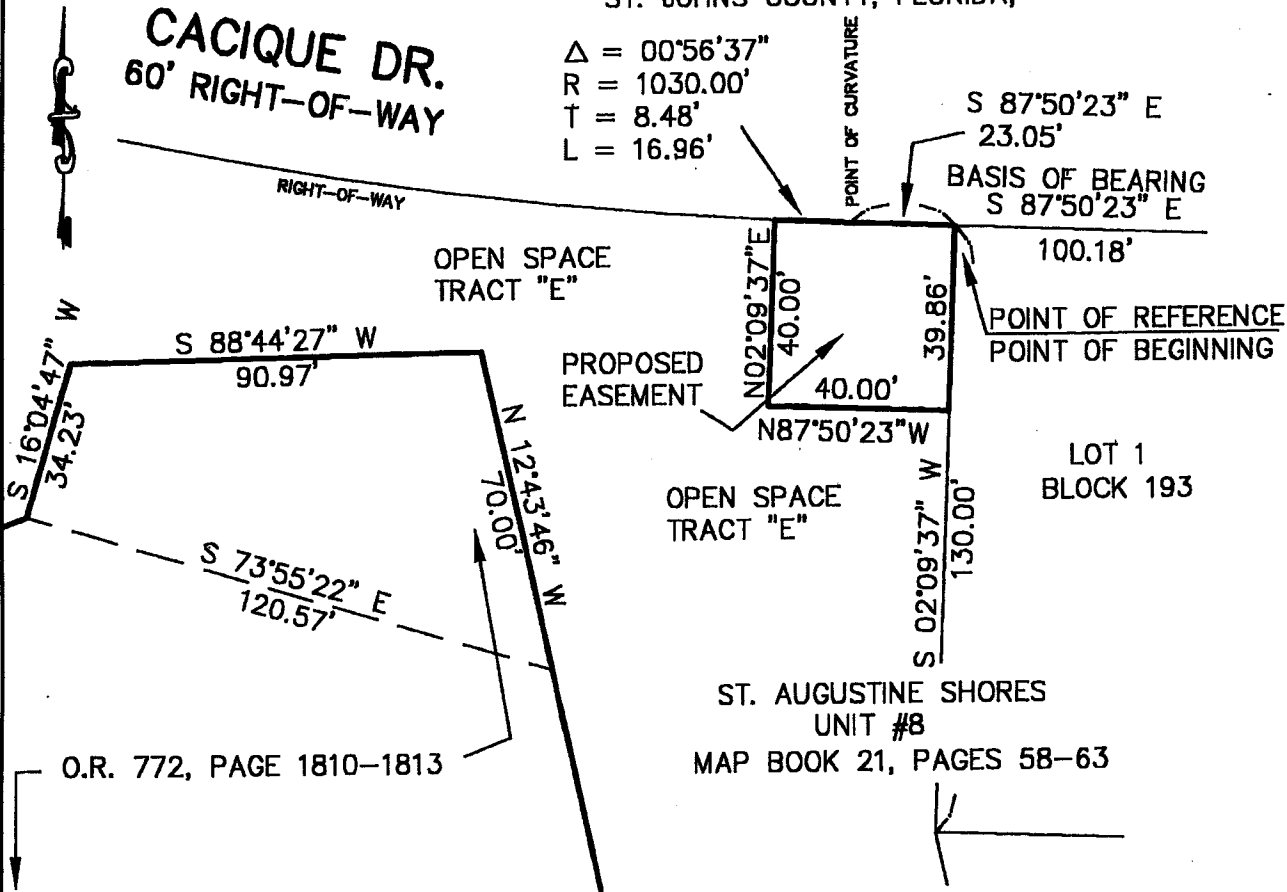 ST. JOHNS COUNTY, FLORIDA,
CACIQUE DR.
60' RIGHT-OF-WAY
Δ = 00°56'37"
R = 1030.00'
T = 8.48'
L = 16.96'
POINT OF CURVATURE
S 87°50'23" E
23.05'
BASIS OF BEARING
S 87°50'23" E
100.18'
RIGHT-OF-WAY
OPEN SPACE
TRACT "E"
N02°09'37"E
40.00'
39.86'
POINT OF REFERENCE
POINT OF BEGINNING
S 16°04'47" W
34.23'
S 88°44'27" W
90.97'
PROPOSED
EASEMENT
40.00'
N87°50'23"W
N 12°43'46" W
70.00'
LOT 1
BLOCK 193
OPEN SPACE
TRACT "E"
S 02°09'37" W
130.00'
S 73°55'22" E
120.57'
ST. AUGUSTINE SHORES
UNIT #8
MAP BOOK 21, PAGES 58-63
O.R. 772, PAGE 1810-1813